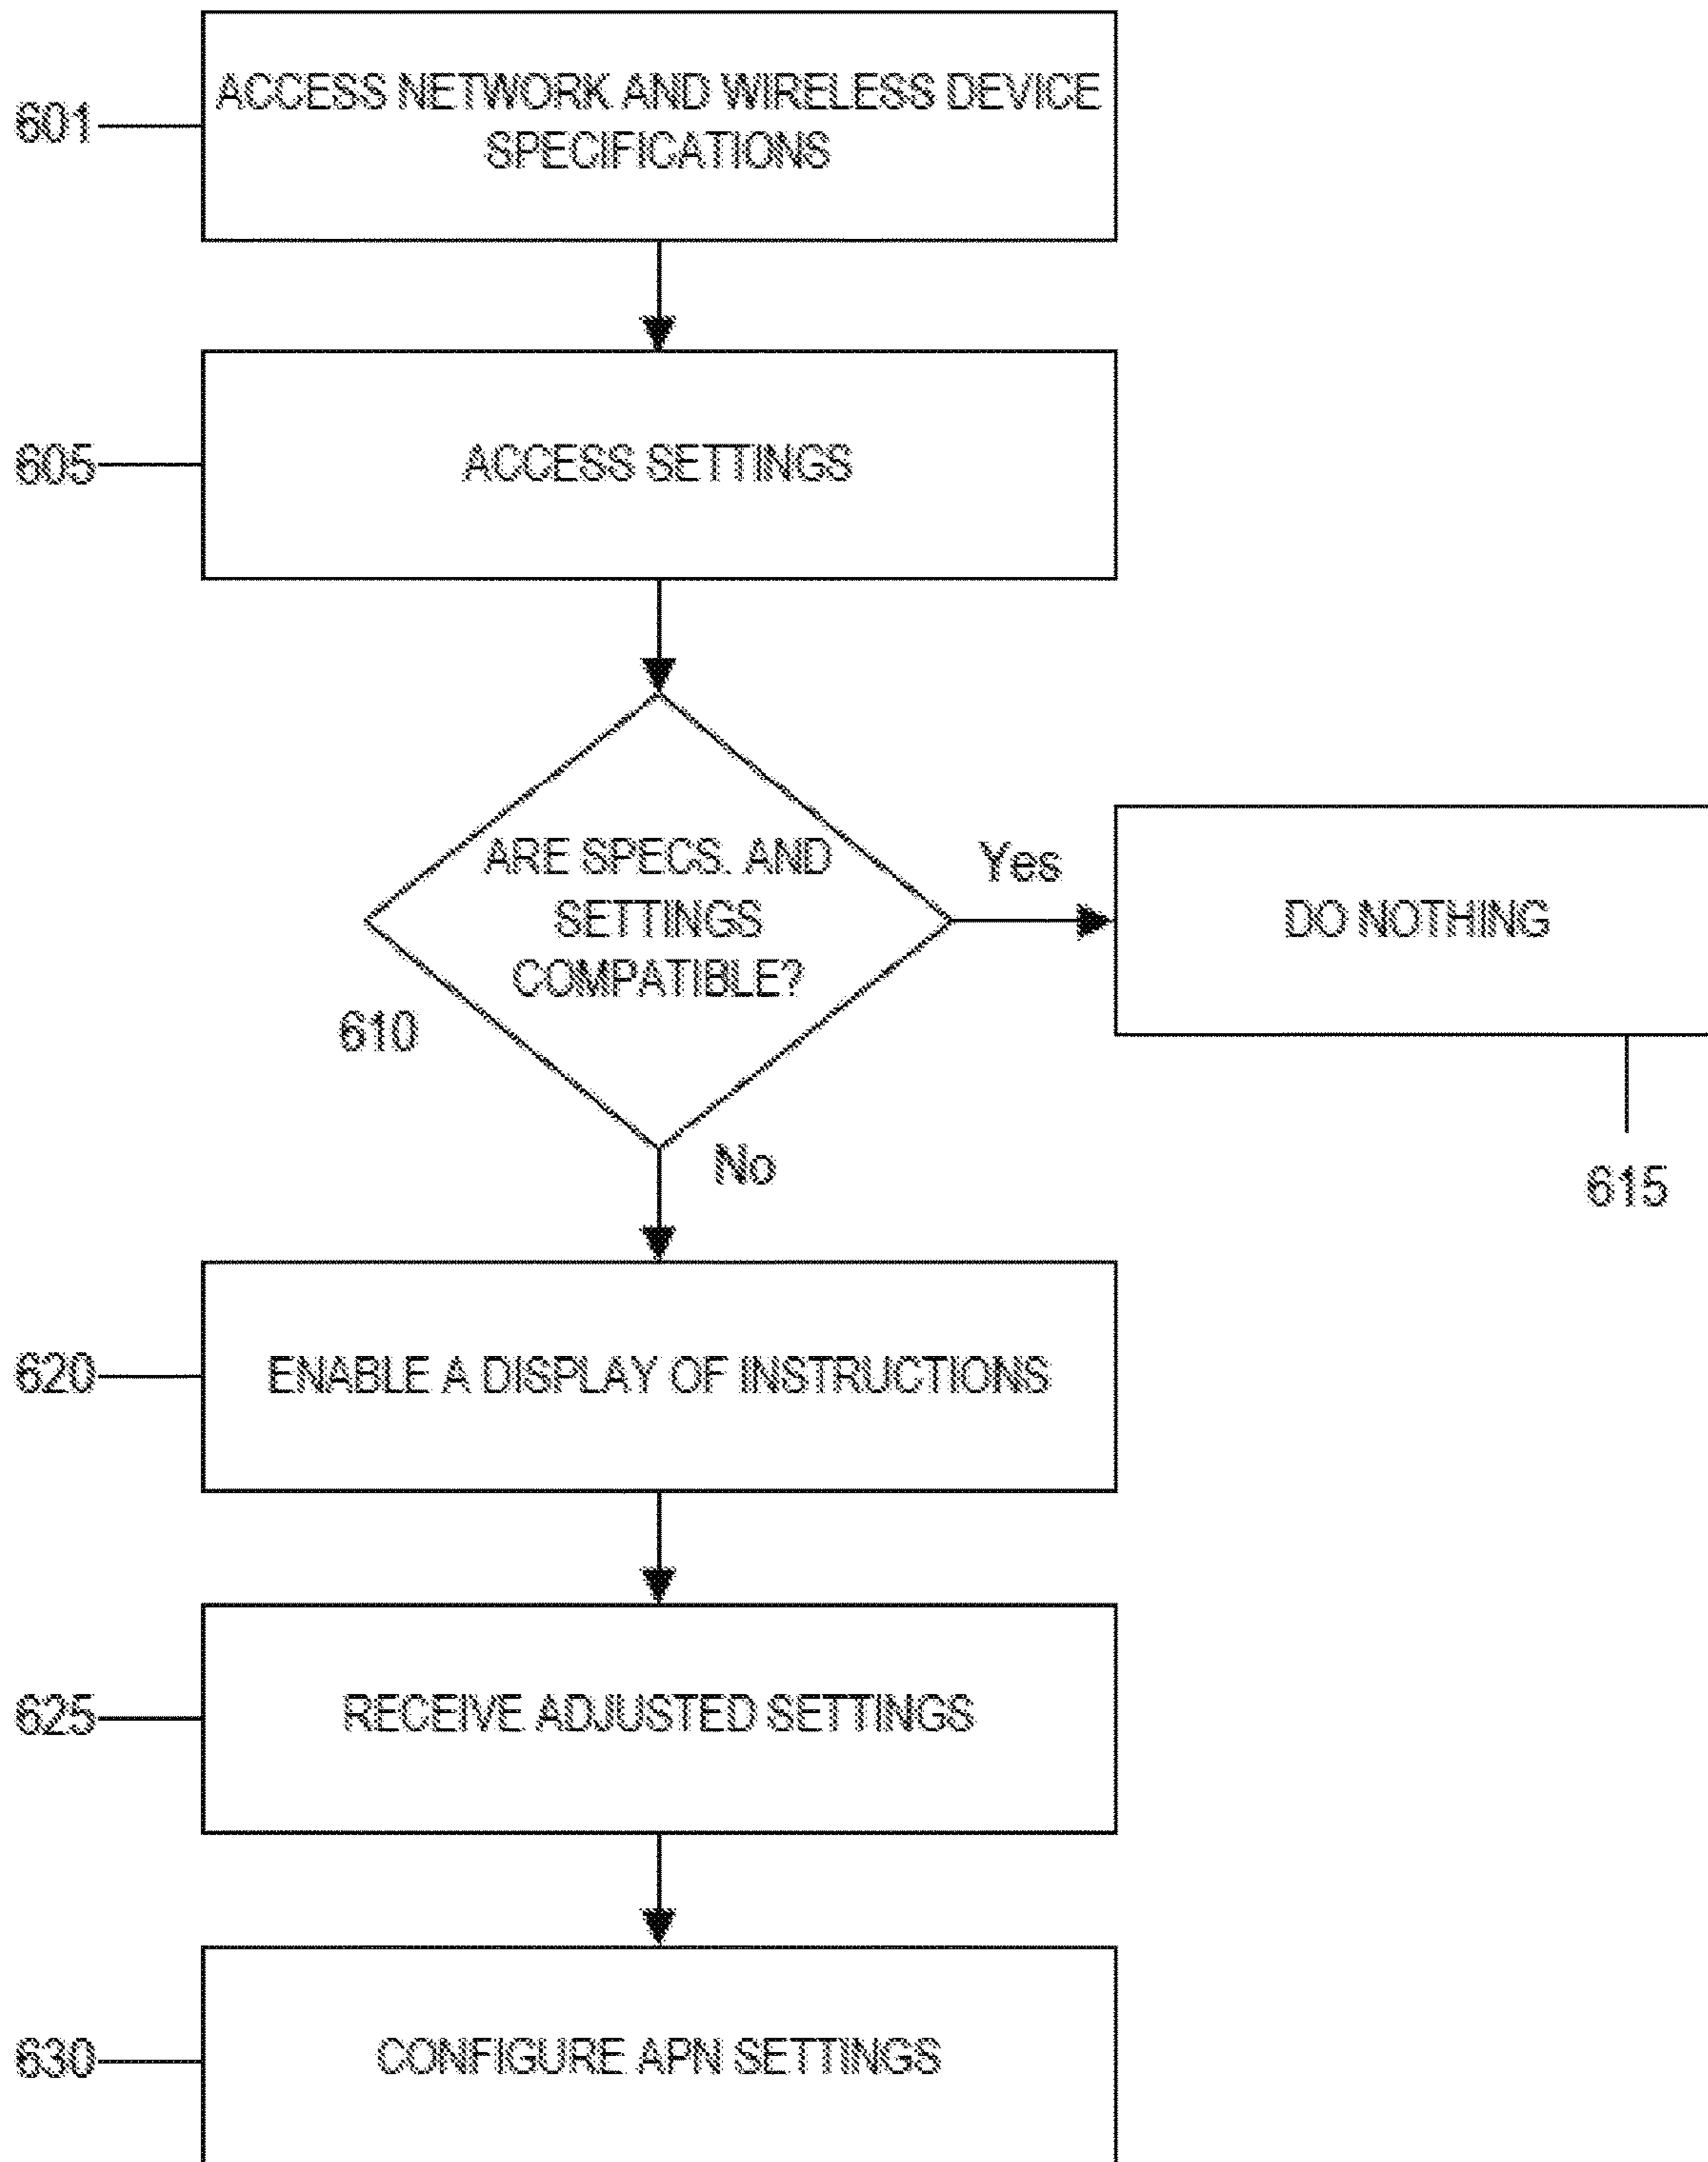 601
ACCESS NETWORK AND WIRELESS DEVICE
SPECIFICATIONS
605
ACCESS SETTINGS
ARE SPECS. AND
SETTINGS
COMPATIBLE?
610
Yes
DO NOTHING
615
No
620
ENABLE A DISPLAY OF INSTRUCTIONS
625
RECEIVE ADJUSTED SETTINGS
630
CONFIGURE APN SETTINGS